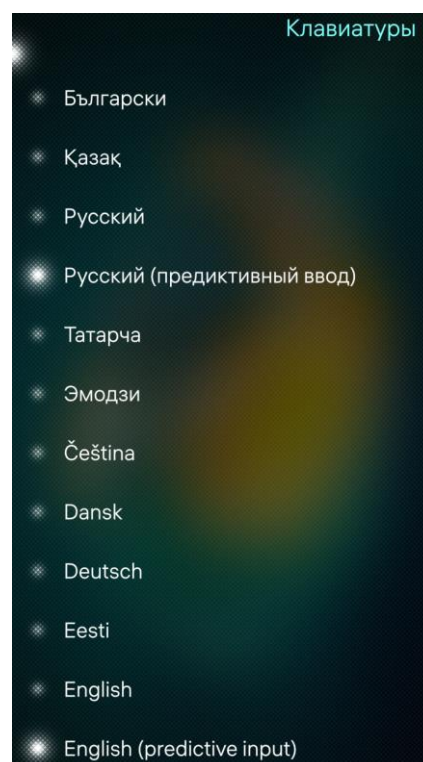 Клавиатуры
Български
Қазақ
Русский
Русский (предиктивный ввод)
Татарча
Эмодзи
Čeština
Dansk
Deutsch
Eesti
English
English (predictive input)